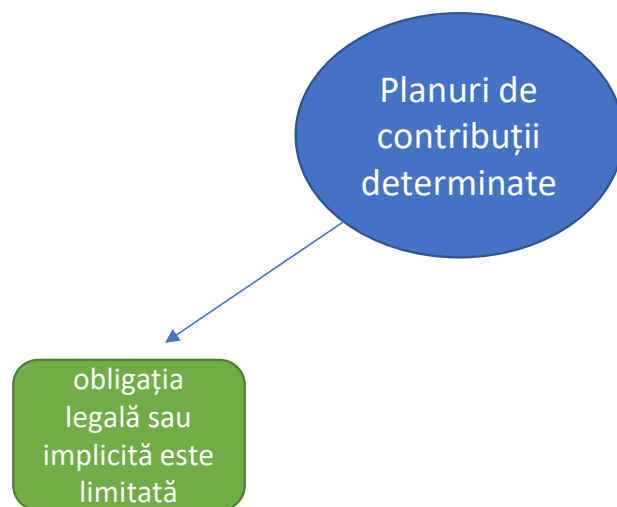 Planuri de
contribuții
determinate
obligația
legală sau
implicită este
limitată